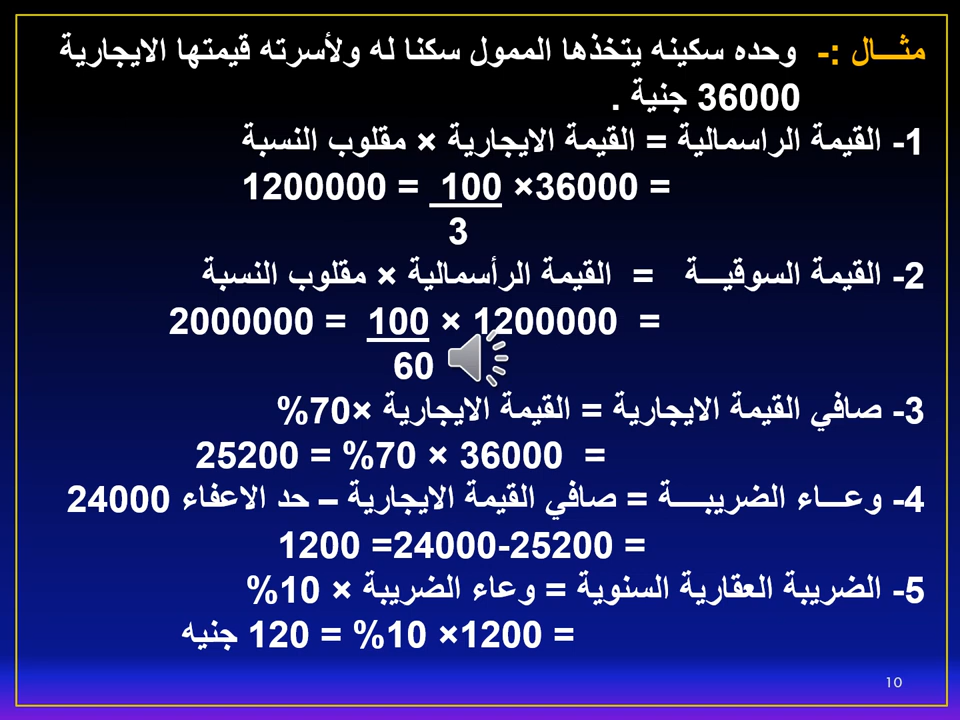 مثـــال :- وحده سكينه يتخذها الممول سكنا له ولأسرته قيمتها الايجارية
36000 جنية .
1- القيمة الراسمالية = القيمة الايجارية × مقلوب النسبة
= 36000× 100 = 1200000
3
2- القيمة السوقيـــة = القيمة الرأسمالية × مقلوب النسبة
= 1200000 × 100 = 2000000
60
3- صافي القيمة الايجارية = القيمة الايجارية ×70%
= 36000 × 70% = 25200
4- وعـــاء الضريبـــة = صافي القيمة الايجارية – حد الاعفاء 24000
= 25200-24000= 1200
5- الضريبة العقارية السنوية = وعاء الضريبة × 10%
= 1200× 10% = 120 جنيه
10